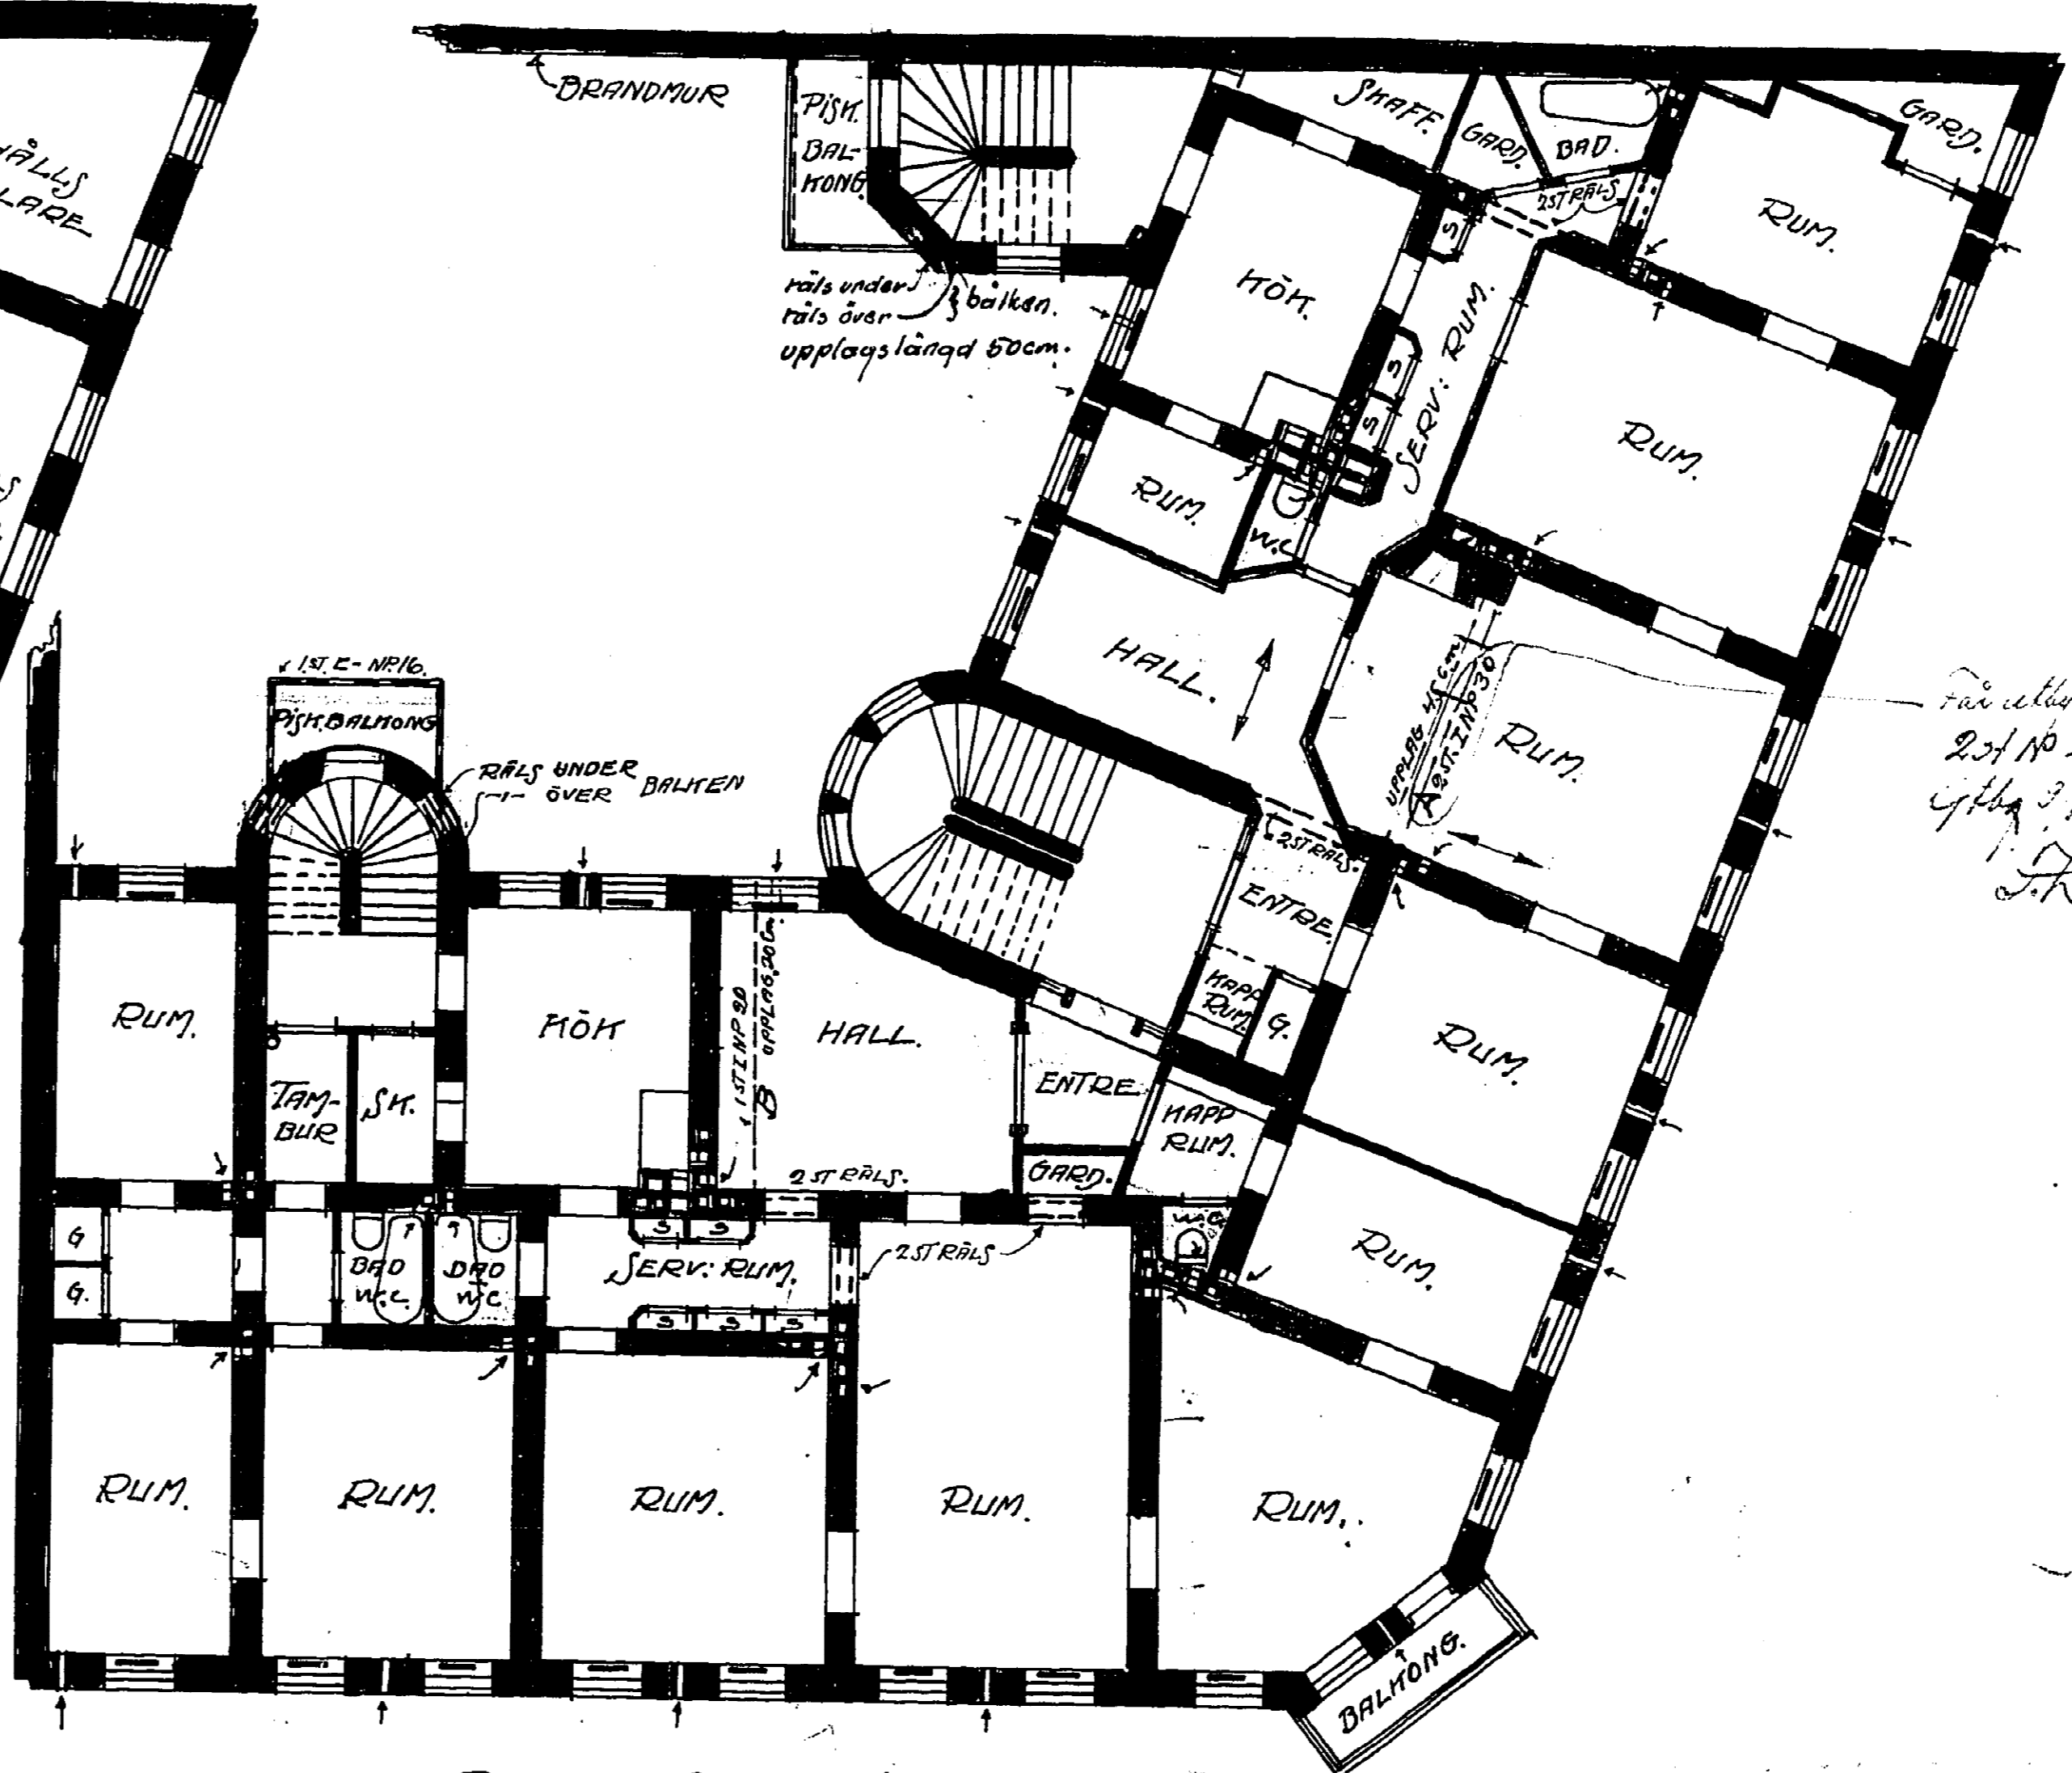 BRANDMUR
PISK.
BAL-
KONG
SKAFF.
GARD.
BAD.
GARD.
2 ST RÄLS
RUM.
S
KÖK.
räls under
räls över
} balken.
upplagslängd 50cm.
SERV: RUM.
S
S
RUM.
RUM.
W.C
HALL.
UPPLAG 45cm
A 2 ST. I NP 30
RUM.
2 ST RÄLS.
ENTRE.
KAPP
RUM.
G.
RUM.
1 ST. C- NP. 16.
PISK. BALKONG
RÄLS UNDER
-"- ÖVER
BALKEN
RUM.
TAM-
BUR
SK.
KÖK
1 ST I NP 20
B UPPLAG. 20 Cm.
HALL.
ENTRE
KAPP
RUM.
GARD.
2 ST RÄLS.
G
G.
BAD
W.C.
BAD
W.C
S
S
SERV: RUM.
S
S
S
2 ST RÄLS
W.C.
RUM.
RUM.
RUM.
RUM.
RUM.
RUM.
BALKONG.